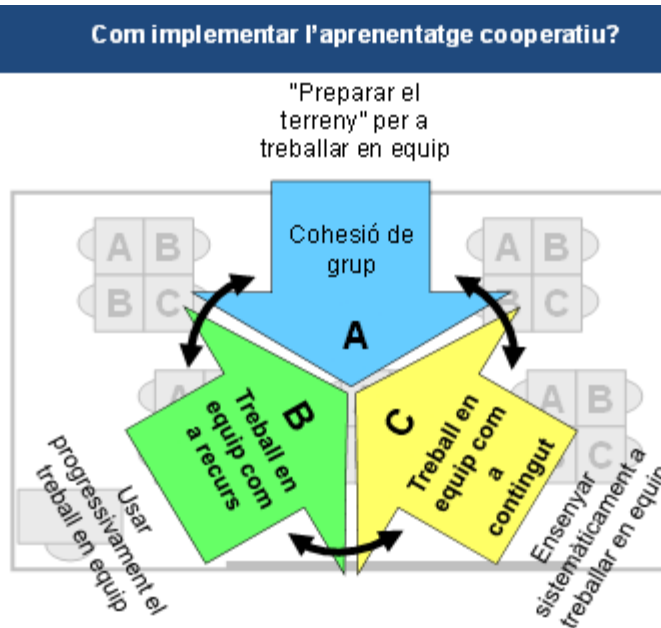 Com implementar l'aprenentatge cooperatiu?
"Preparar el
terreny" per a
treballar en equip
Cohesió de
grup
A
A B
B C
A B
B C
B
Treball en
equip com
a recurs
C
Treball en
equip com
a
contingut
A
A B
C
Usar
progressivament el
treball en equip
Ensenyar
sistemàticament a
treballar en equip